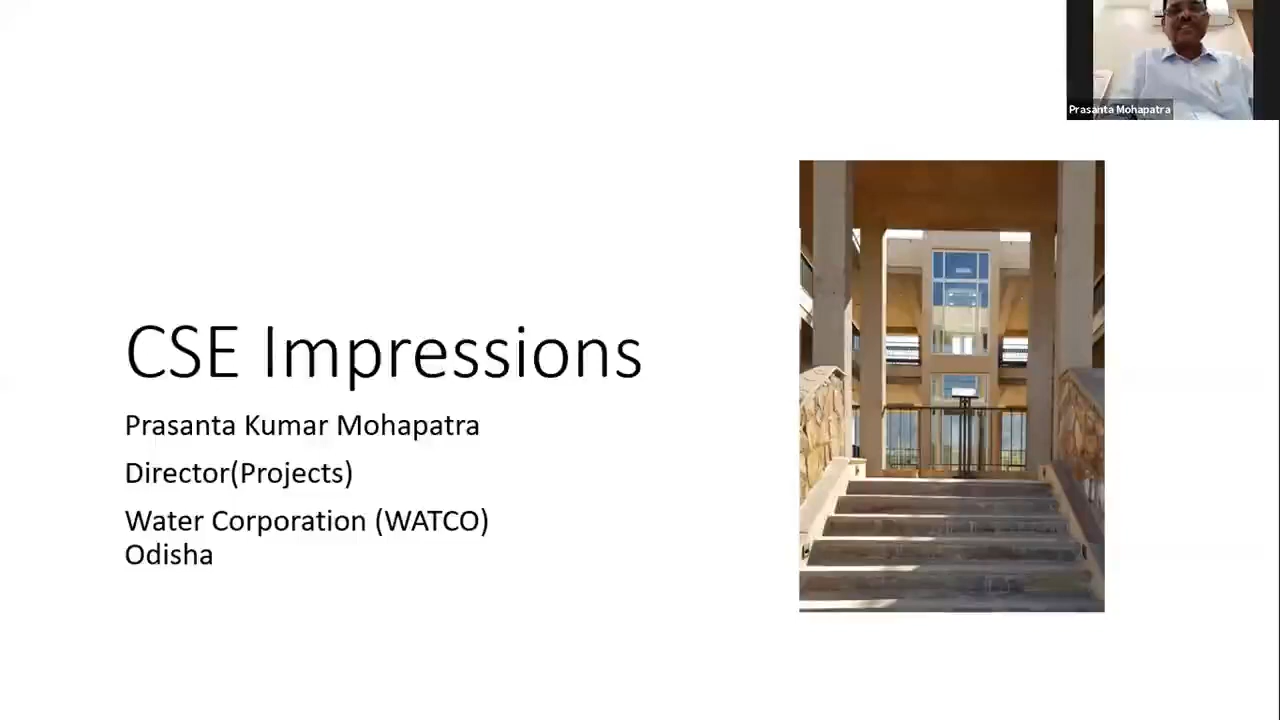 Prasanta Mohapatra
CSE Impressions
Prasanta Kumar Mohapatra
Director(Projects)
Water Corporation (WATCO)
Odisha